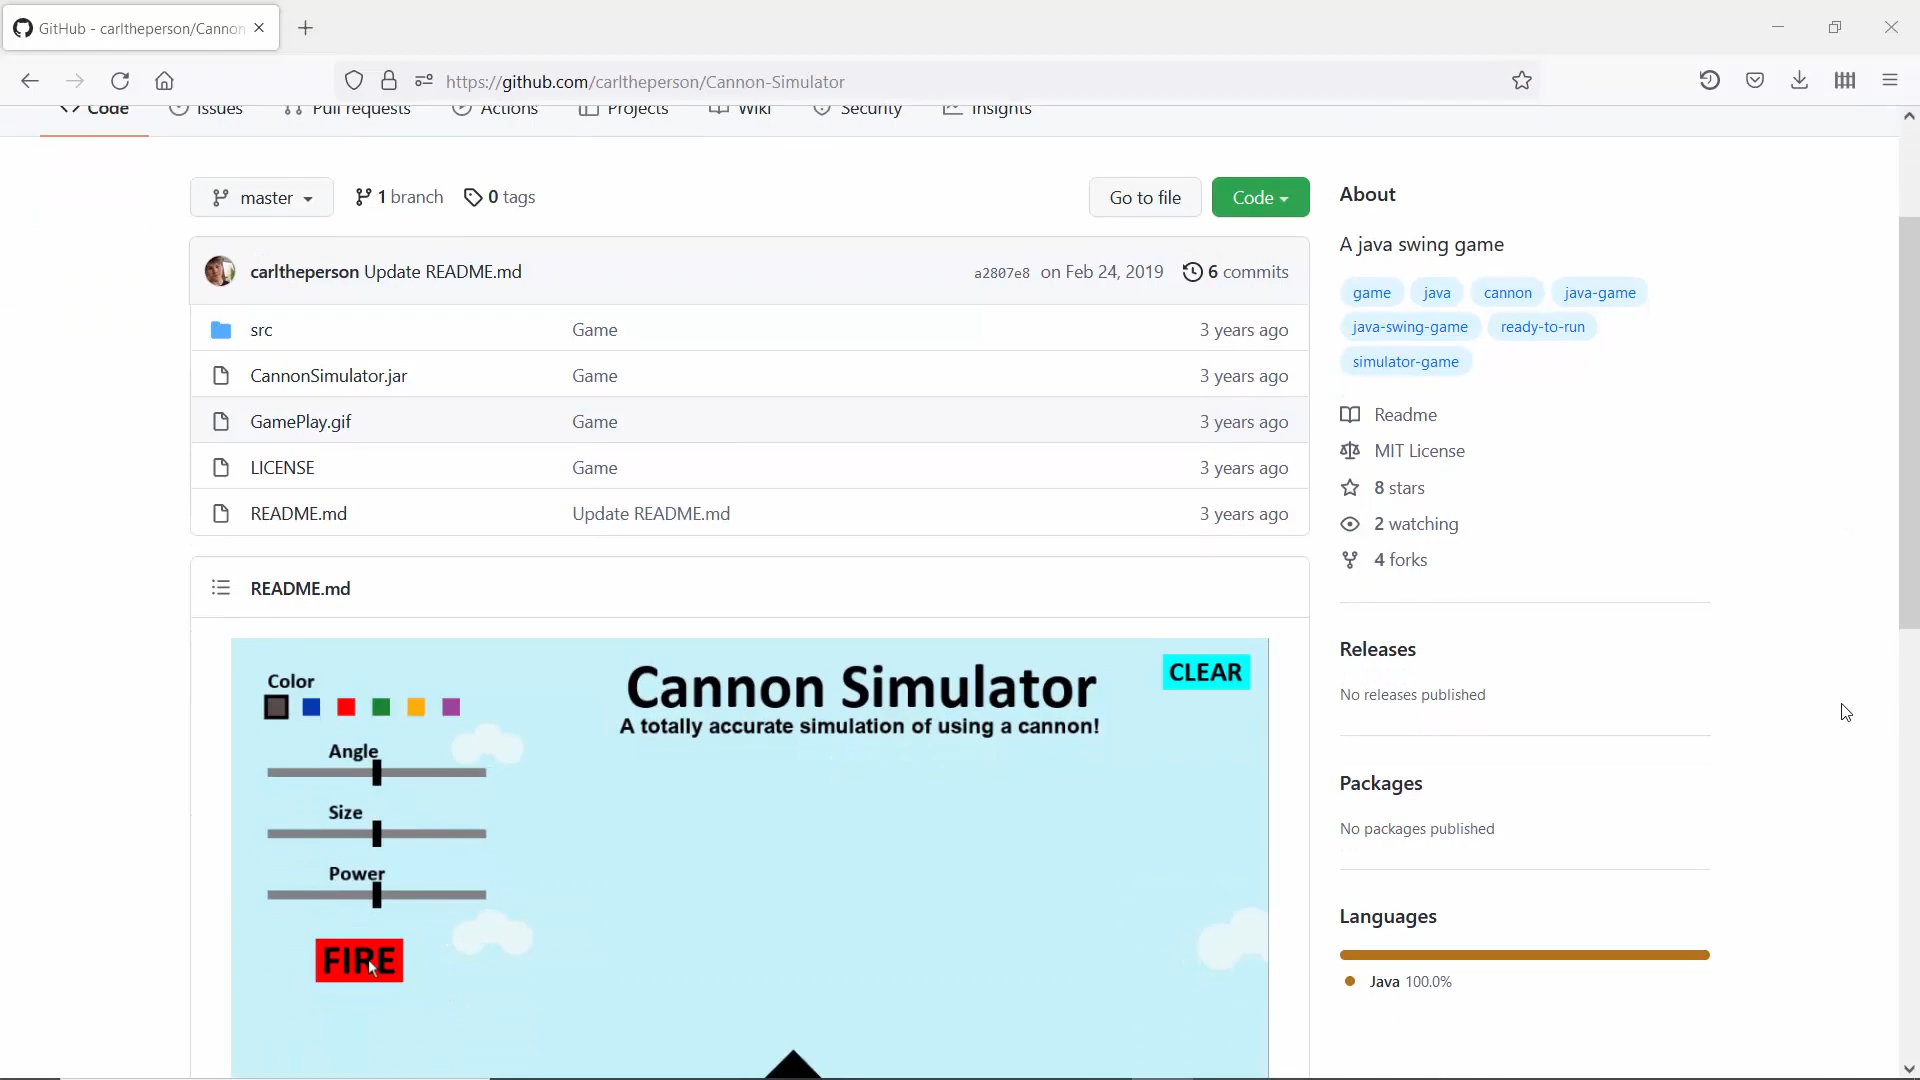 GitHub - carltheperson/Cannon
https://github.com/carltheperson/Cannon-Simulator
Code Issues Pull requests Actions Projects Wiki Security Insights
master 1 branch 0 tags Go to file Code
carltheperson Update README.md a2807e8 on Feb 24, 2019 6 commits
src Game 3 years ago
CannonSimulator.jar Game 3 years ago
GamePlay.gif Game 3 years ago
LICENSE Game 3 years ago
README.md Update README.md 3 years ago
README.md
Color
Cannon Simulator
CLEAR
A totally accurate simulation of using a cannon!
Angle
Size
Power
FIRE
About
A java swing game
game java cannon java-game
java-swing-game ready-to-run
simulator-game
Readme
MIT License
8 stars
2 watching
4 forks
Releases
No releases published
Packages
No packages published
Languages
Java 100.0%